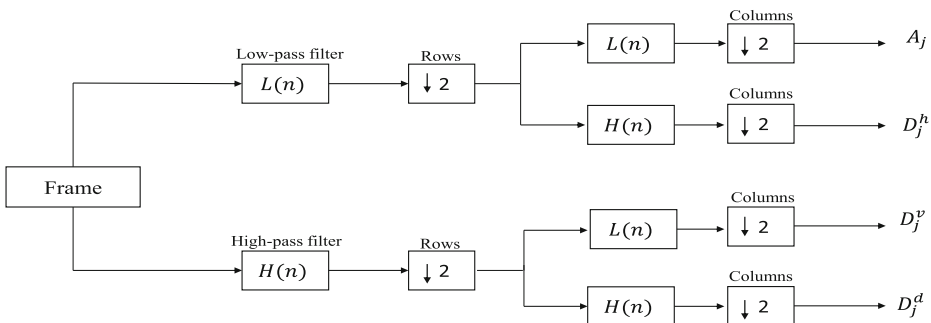 Columns
L(n)
↓ 2
A_j
Low-pass filter
Rows
L(n)
↓ 2
Columns
H(n)
↓ 2
D_j^h
Frame
Columns
L(n)
↓ 2
D_j^v
High-pass filter
Rows
H(n)
↓ 2
Columns
H(n)
↓ 2
D_j^d